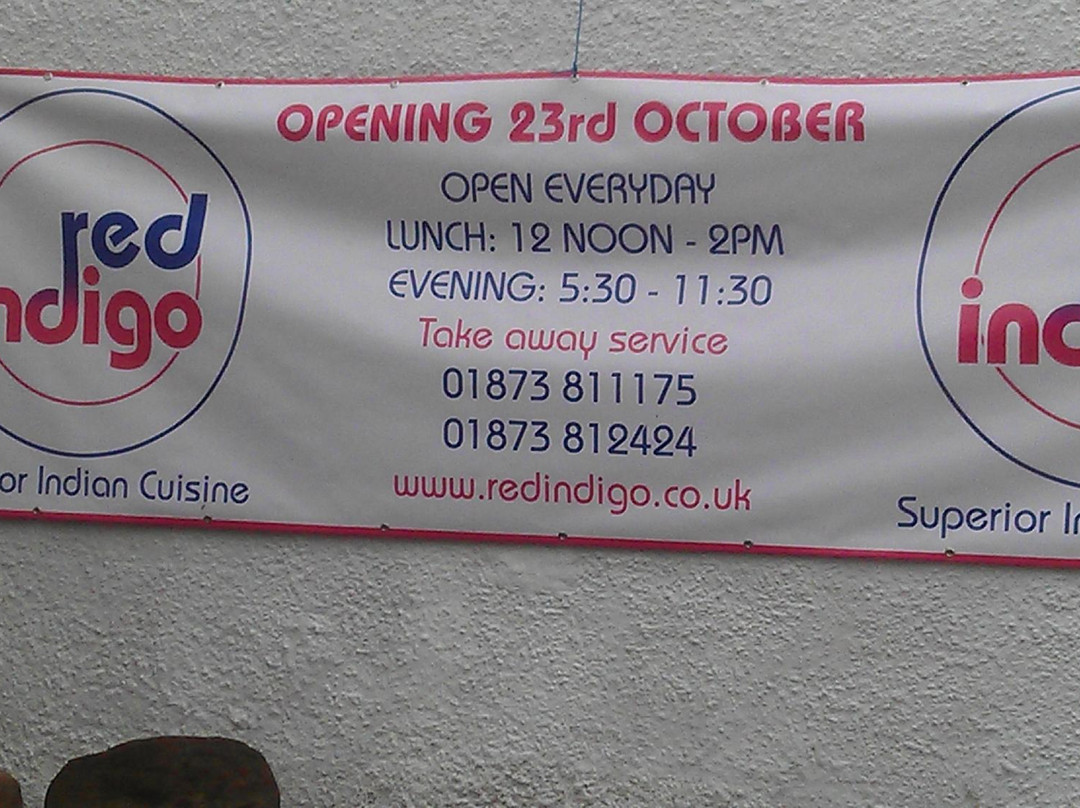 OPENING 23rd OCTOBER
OPEN EVERYDAY
LUNCH: 12 NOON - 2PM
EVENING: 5:30 - 11:30
Take away service
01873 811175
01873 812424
www.redindigo.co.uk
red
ndigo
or Indian Cuisine
ind
Superior In